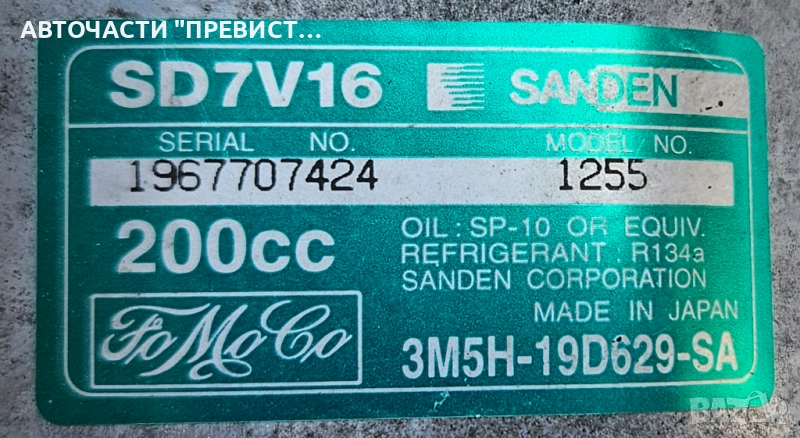 АВТОЧАСТИ "ПРЕВИСТ...
SD7V16 SANDEN
SERIAL NO. MODEL NO.
1967707424 1255
200cc
OIL : SP-10 OR EQUIV.
REFRIGERANT : R134a
SANDEN CORPORATION
MADE IN JAPAN
FoMoCo
3M5H-19D629-SA